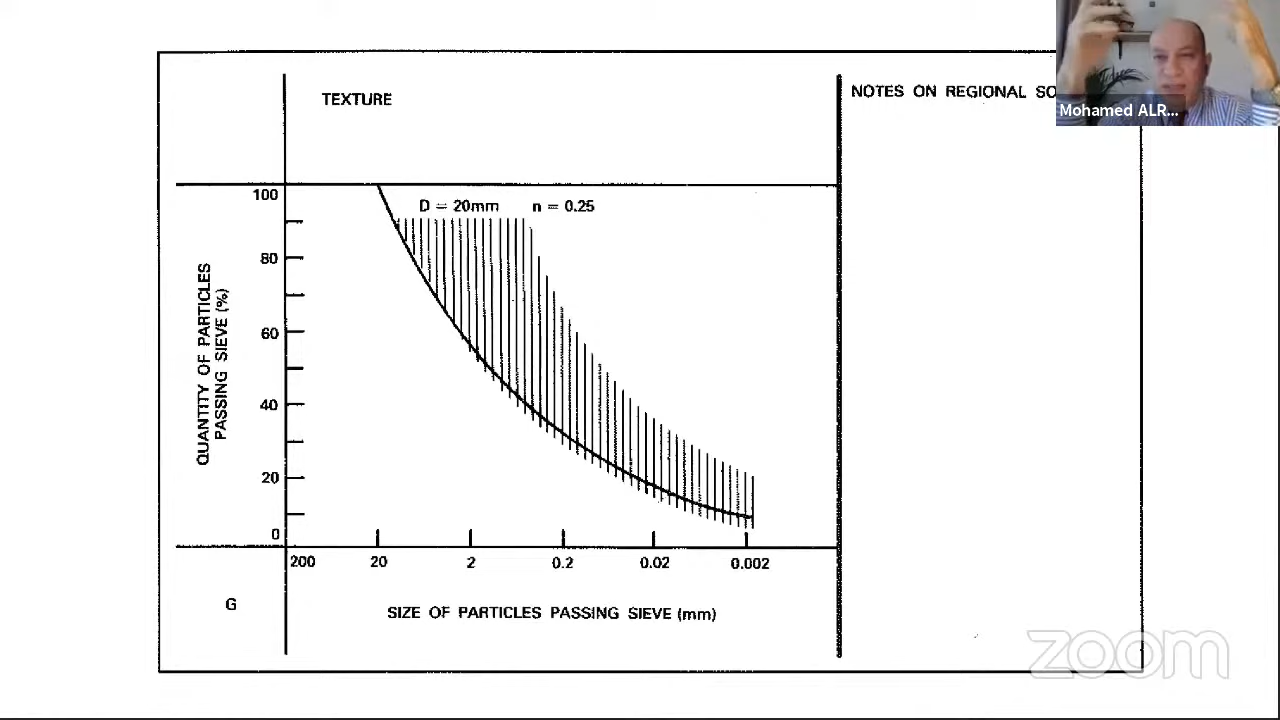 TEXTURE
NOTES ON REGIONAL SO
Mohamed ALR...
D = 20mm n = 0.25
QUANTITY OF PARTICLES
PASSING SIEVE (%)
100
80
60
40
20
0
200 20 2 0.2 0.02 0.002
G
SIZE OF PARTICLES PASSING SIEVE (mm)
zoom